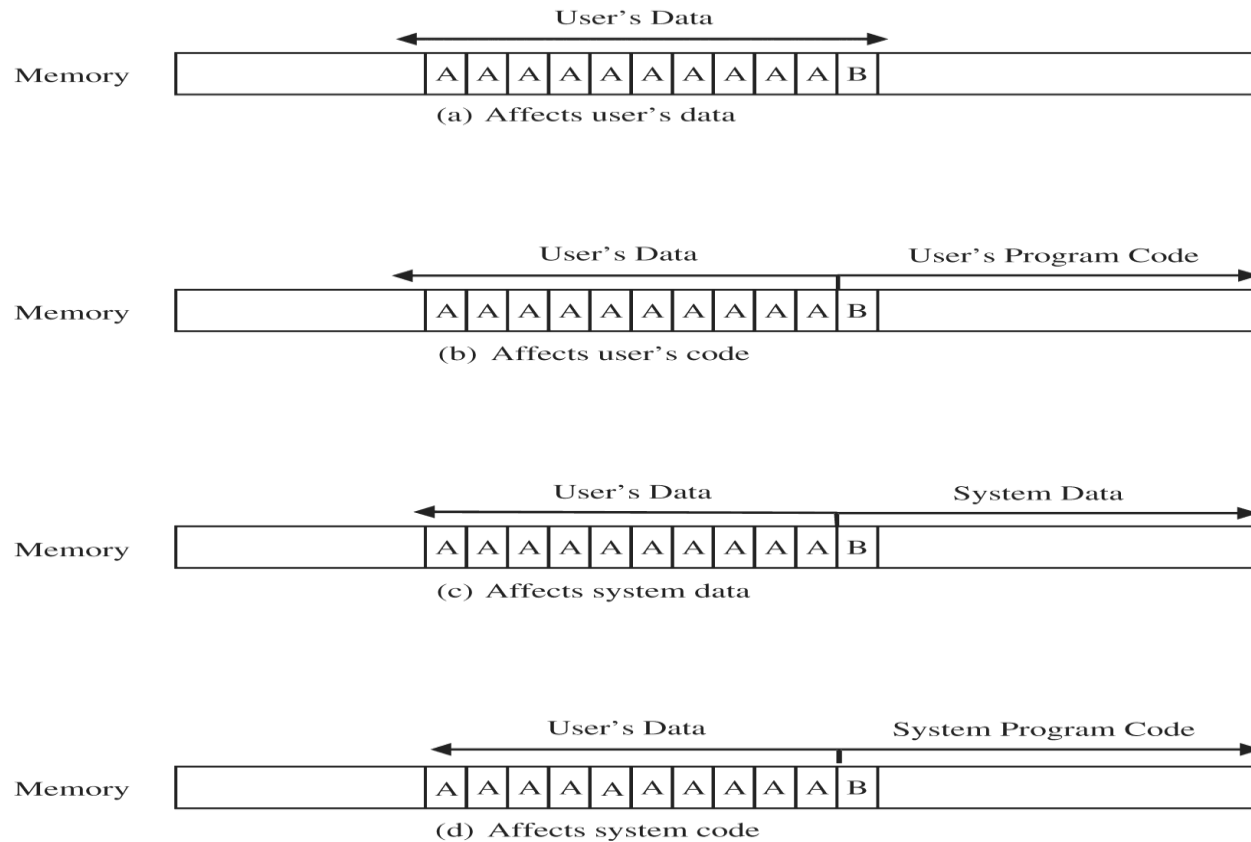 User's Data
Memory A A A A A A A A A A B
(a) Affects user's data
User's Data User's Program Code
Memory A A A A A A A A A A B
(b) Affects user's code
User's Data System Data
Memory A A A A A A A A A A B
(c) Affects system data
User's Data System Program Code
Memory A A A A A A A A A A B
(d) Affects system code